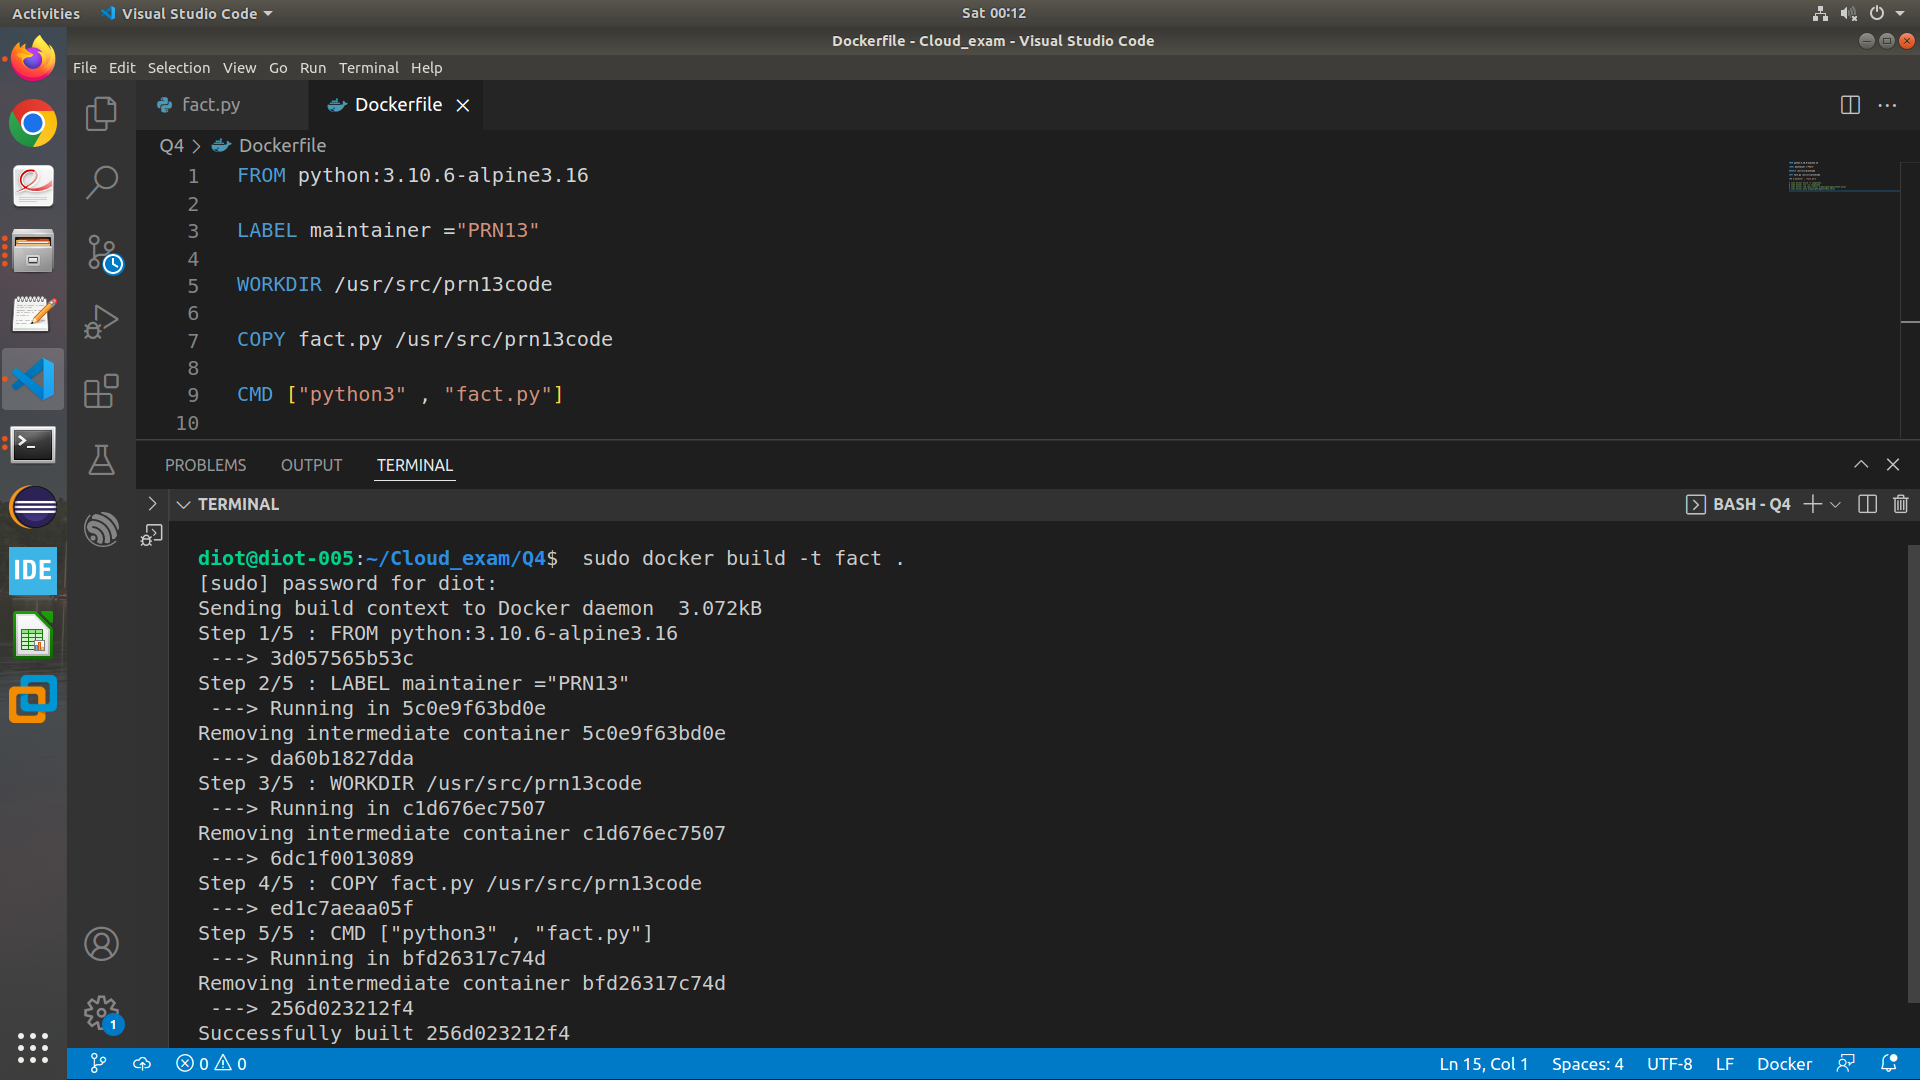 Activities Visual Studio Code Sat 00:12
Dockerfile - Cloud_exam - Visual Studio Code
File Edit Selection View Go Run Terminal Help
fact.py Dockerfile
Q4 > Dockerfile
1 FROM python:3.10.6-alpine3.16
2
3 LABEL maintainer ="PRN13"
4
5 WORKDIR /usr/src/prn13code
6
7 COPY fact.py /usr/src/prn13code
8
9 CMD ["python3" , "fact.py"]
10
PROBLEMS OUTPUT TERMINAL
TERMINAL BASH - Q4
diot@diot-005:~/Cloud_exam/Q4$  sudo docker build -t fact .
[sudo] password for diot:
Sending build context to Docker daemon  3.072kB
Step 1/5 : FROM python:3.10.6-alpine3.16
 ---> 3d057565b53c
Step 2/5 : LABEL maintainer ="PRN13"
 ---> Running in 5c0e9f63bd0e
Removing intermediate container 5c0e9f63bd0e
 ---> da60b1827dda
Step 3/5 : WORKDIR /usr/src/prn13code
 ---> Running in c1d676ec7507
Removing intermediate container c1d676ec7507
 ---> 6dc1f0013089
Step 4/5 : COPY fact.py /usr/src/prn13code
 ---> ed1c7aeaa05f
Step 5/5 : CMD ["python3" , "fact.py"]
 ---> Running in bfd26317c74d
Removing intermediate container bfd26317c74d
 ---> 256d023212f4
Successfully built 256d023212f4
IDE
1
0 0 Ln 15, Col 1 Spaces: 4 UTF-8 LF Docker